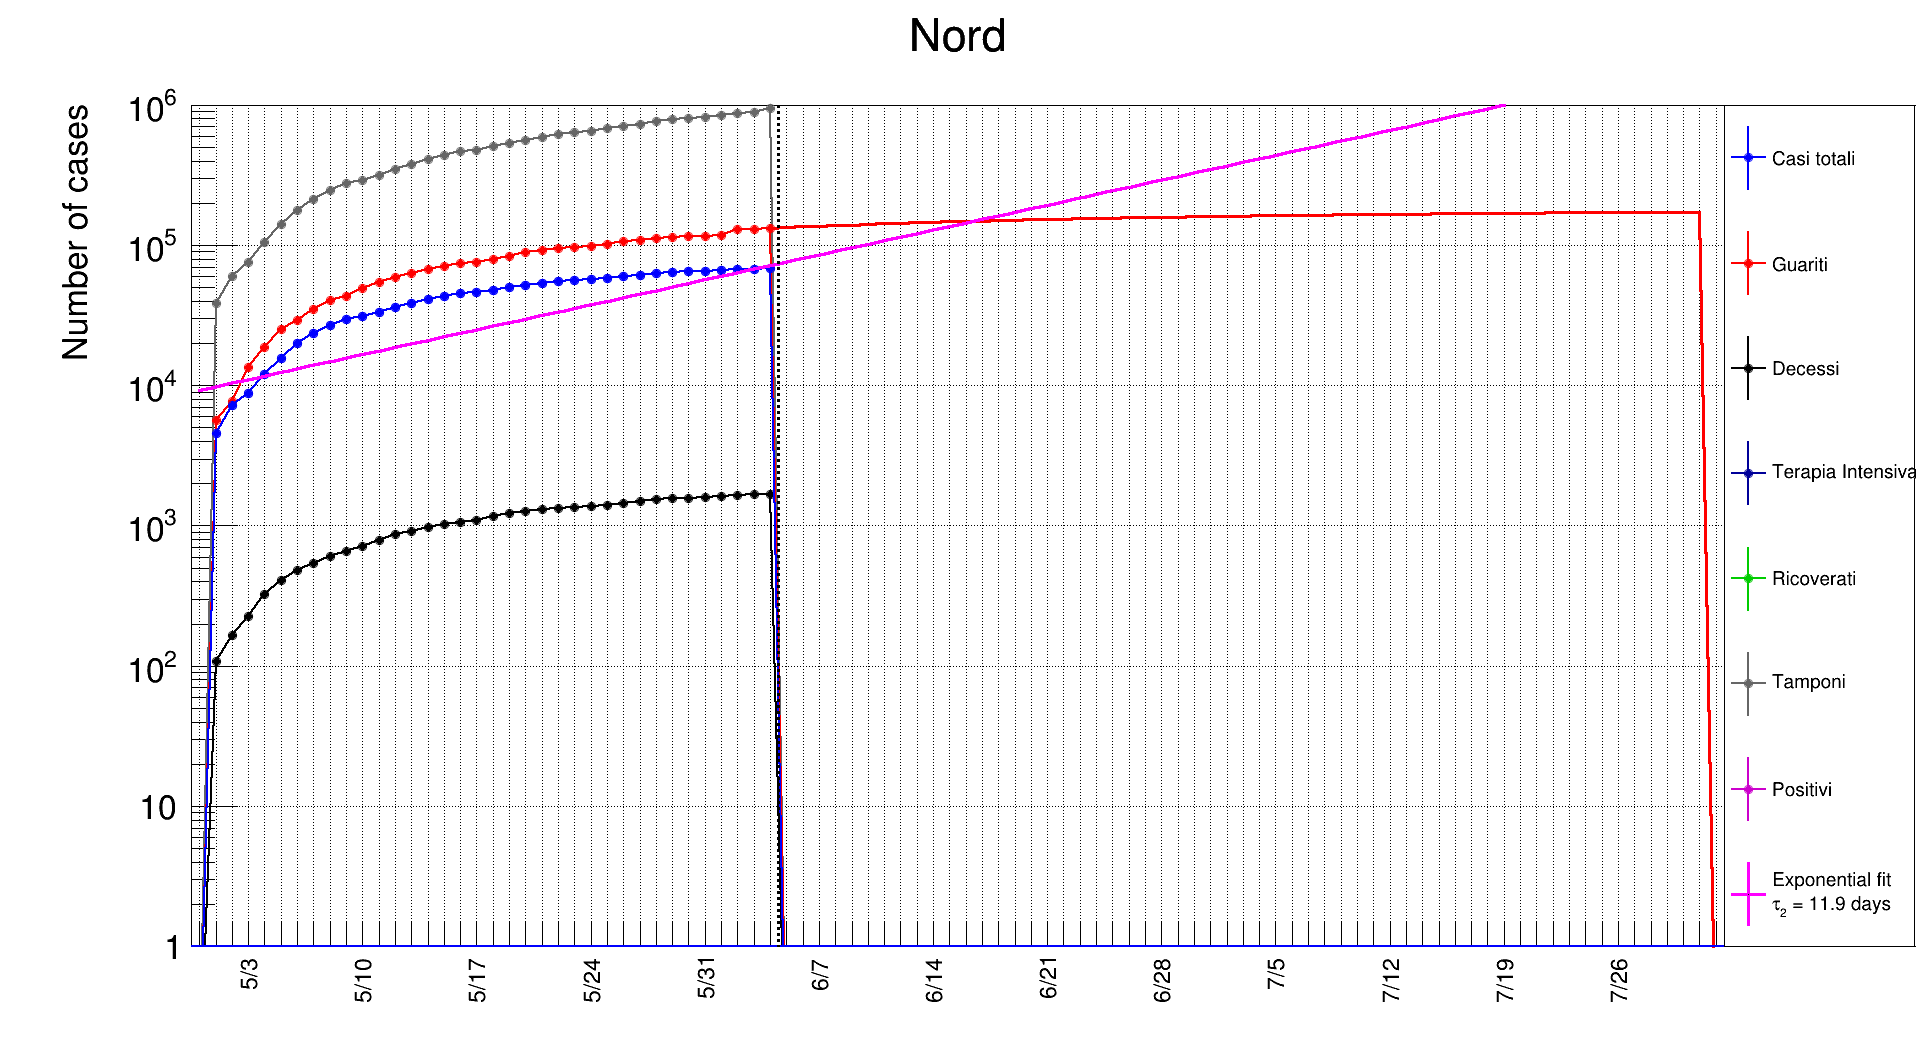 Nord
Number of cases
10^6
10^5
10^4
10^3
10^2
10
1
5/3
5/10
5/17
5/24
5/31
6/7
6/14
6/21
6/28
7/5
7/12
7/19
7/26
Casi totali
Guariti
Decessi
Terapia Intensiva
Ricoverati
Tamponi
Positivi
Exponential fit
τ_2 = 11.9 days